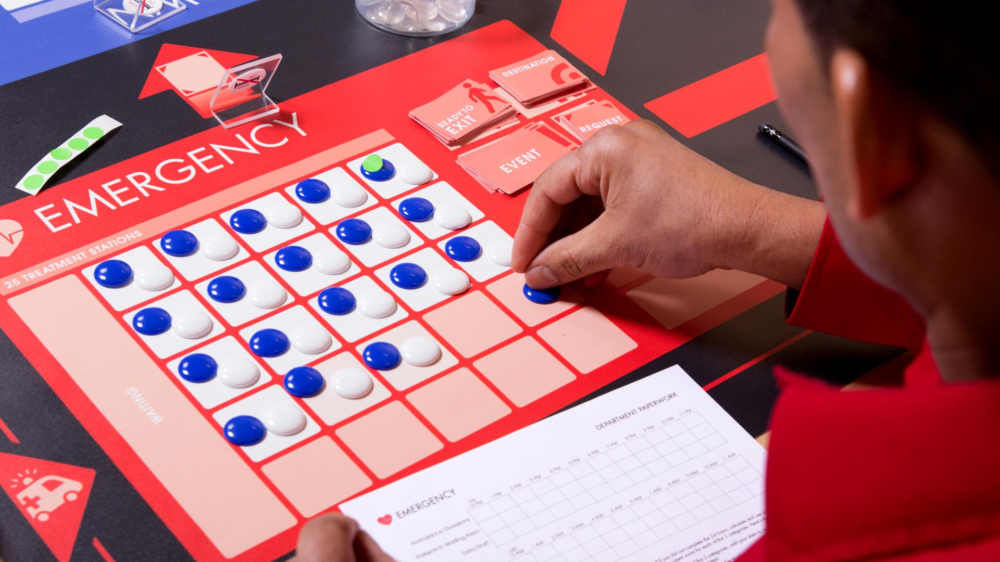 NO
BEDS
DESTINATION
READY TO
EXIT
REQUEST
EVENT
EMERGENCY
25 TREATMENT STATIONS
WAITING
DEPARTMENT PAPERWORK
EMERGENCY
FRI
12 PM 1 PM 2 PM 3 PM 4 PM 5 PM 6 PM 7 PM 8 PM 9 PM 10 PM 11 PM
Ambulance Diversions
Patients in Waiting Area
Extra Staff
SAT
12 AM 1 AM 2 AM 3 AM 4 AM 5 AM 6 AM 7 AM 8 AM 9 AM 10 AM 11 AM
If you did not complete the 24 hours, calculate and use
score for each of the 3 categories.
the 3 categories, add your data to